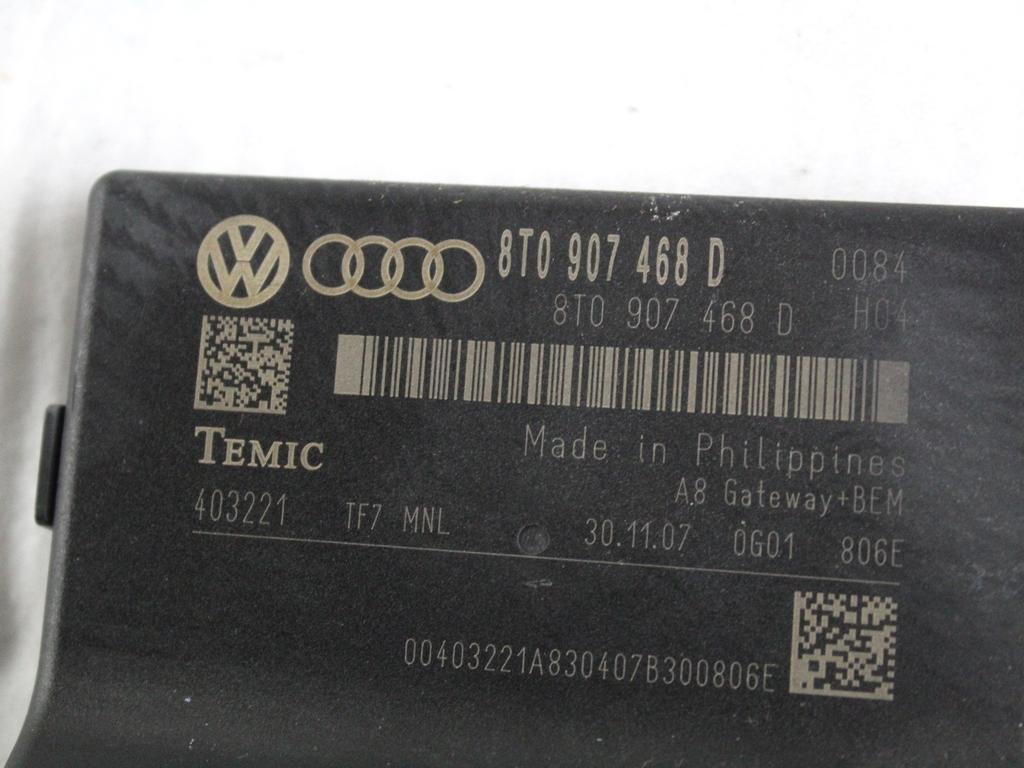 8T0 907 468 D 0084
8T0 907 468 D H04
TEMIC
Made in Philippines
A8 Gateway+BEM
403221 TF7 MNL 30.11.07 0G01 806E
00403221A830407B300806E